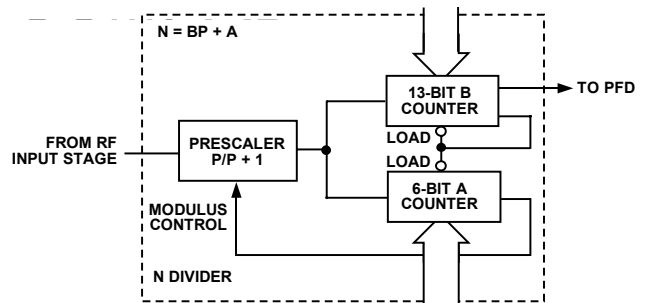 N = BP + A
13-BIT B
COUNTER
TO PFD
FROM RF
INPUT STAGE
PRESCALER
P/P + 1
LOAD
LOAD
6-BIT A
COUNTER
MODULUS
CONTROL
N DIVIDER